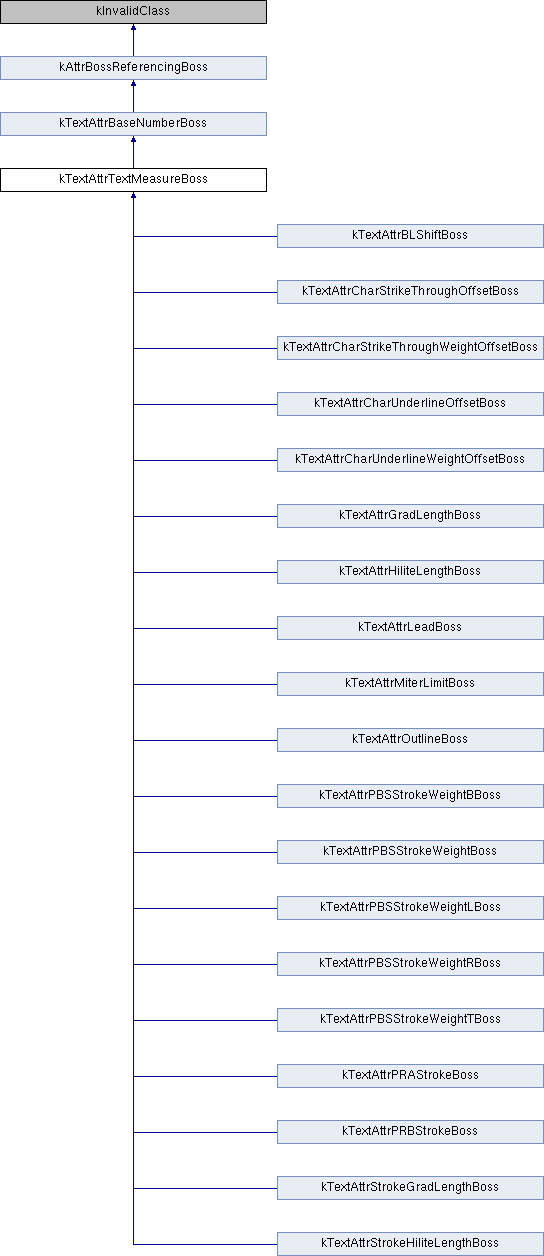 kInvalidClass
kAttrBossReferencingBoss
kTextAttrBaseNumberBoss
kTextAttrTextMeasureBoss
kTextAttrBLShiftBoss
kTextAttrCharStrikeThroughOffsetBoss
kTextAttrCharStrikeThroughWeightOffsetBoss
kTextAttrCharUnderlineOffsetBoss
kTextAttrCharUnderlineWeightOffsetBoss
kTextAttrGradLengthBoss
kTextAttrHiliteLengthBoss
kTextAttrLeadBoss
kTextAttrMiterLimitBoss
kTextAttrOutlineBoss
kTextAttrPBSStrokeWeightBBoss
kTextAttrPBSStrokeWeightBoss
kTextAttrPBSStrokeWeightLBoss
kTextAttrPBSStrokeWeightRBoss
kTextAttrPBSStrokeWeightTBoss
kTextAttrPRAStrokeBoss
kTextAttrPRBStrokeBoss
kTextAttrStrokeGradLengthBoss
kTextAttrStrokeHiliteLengthBoss